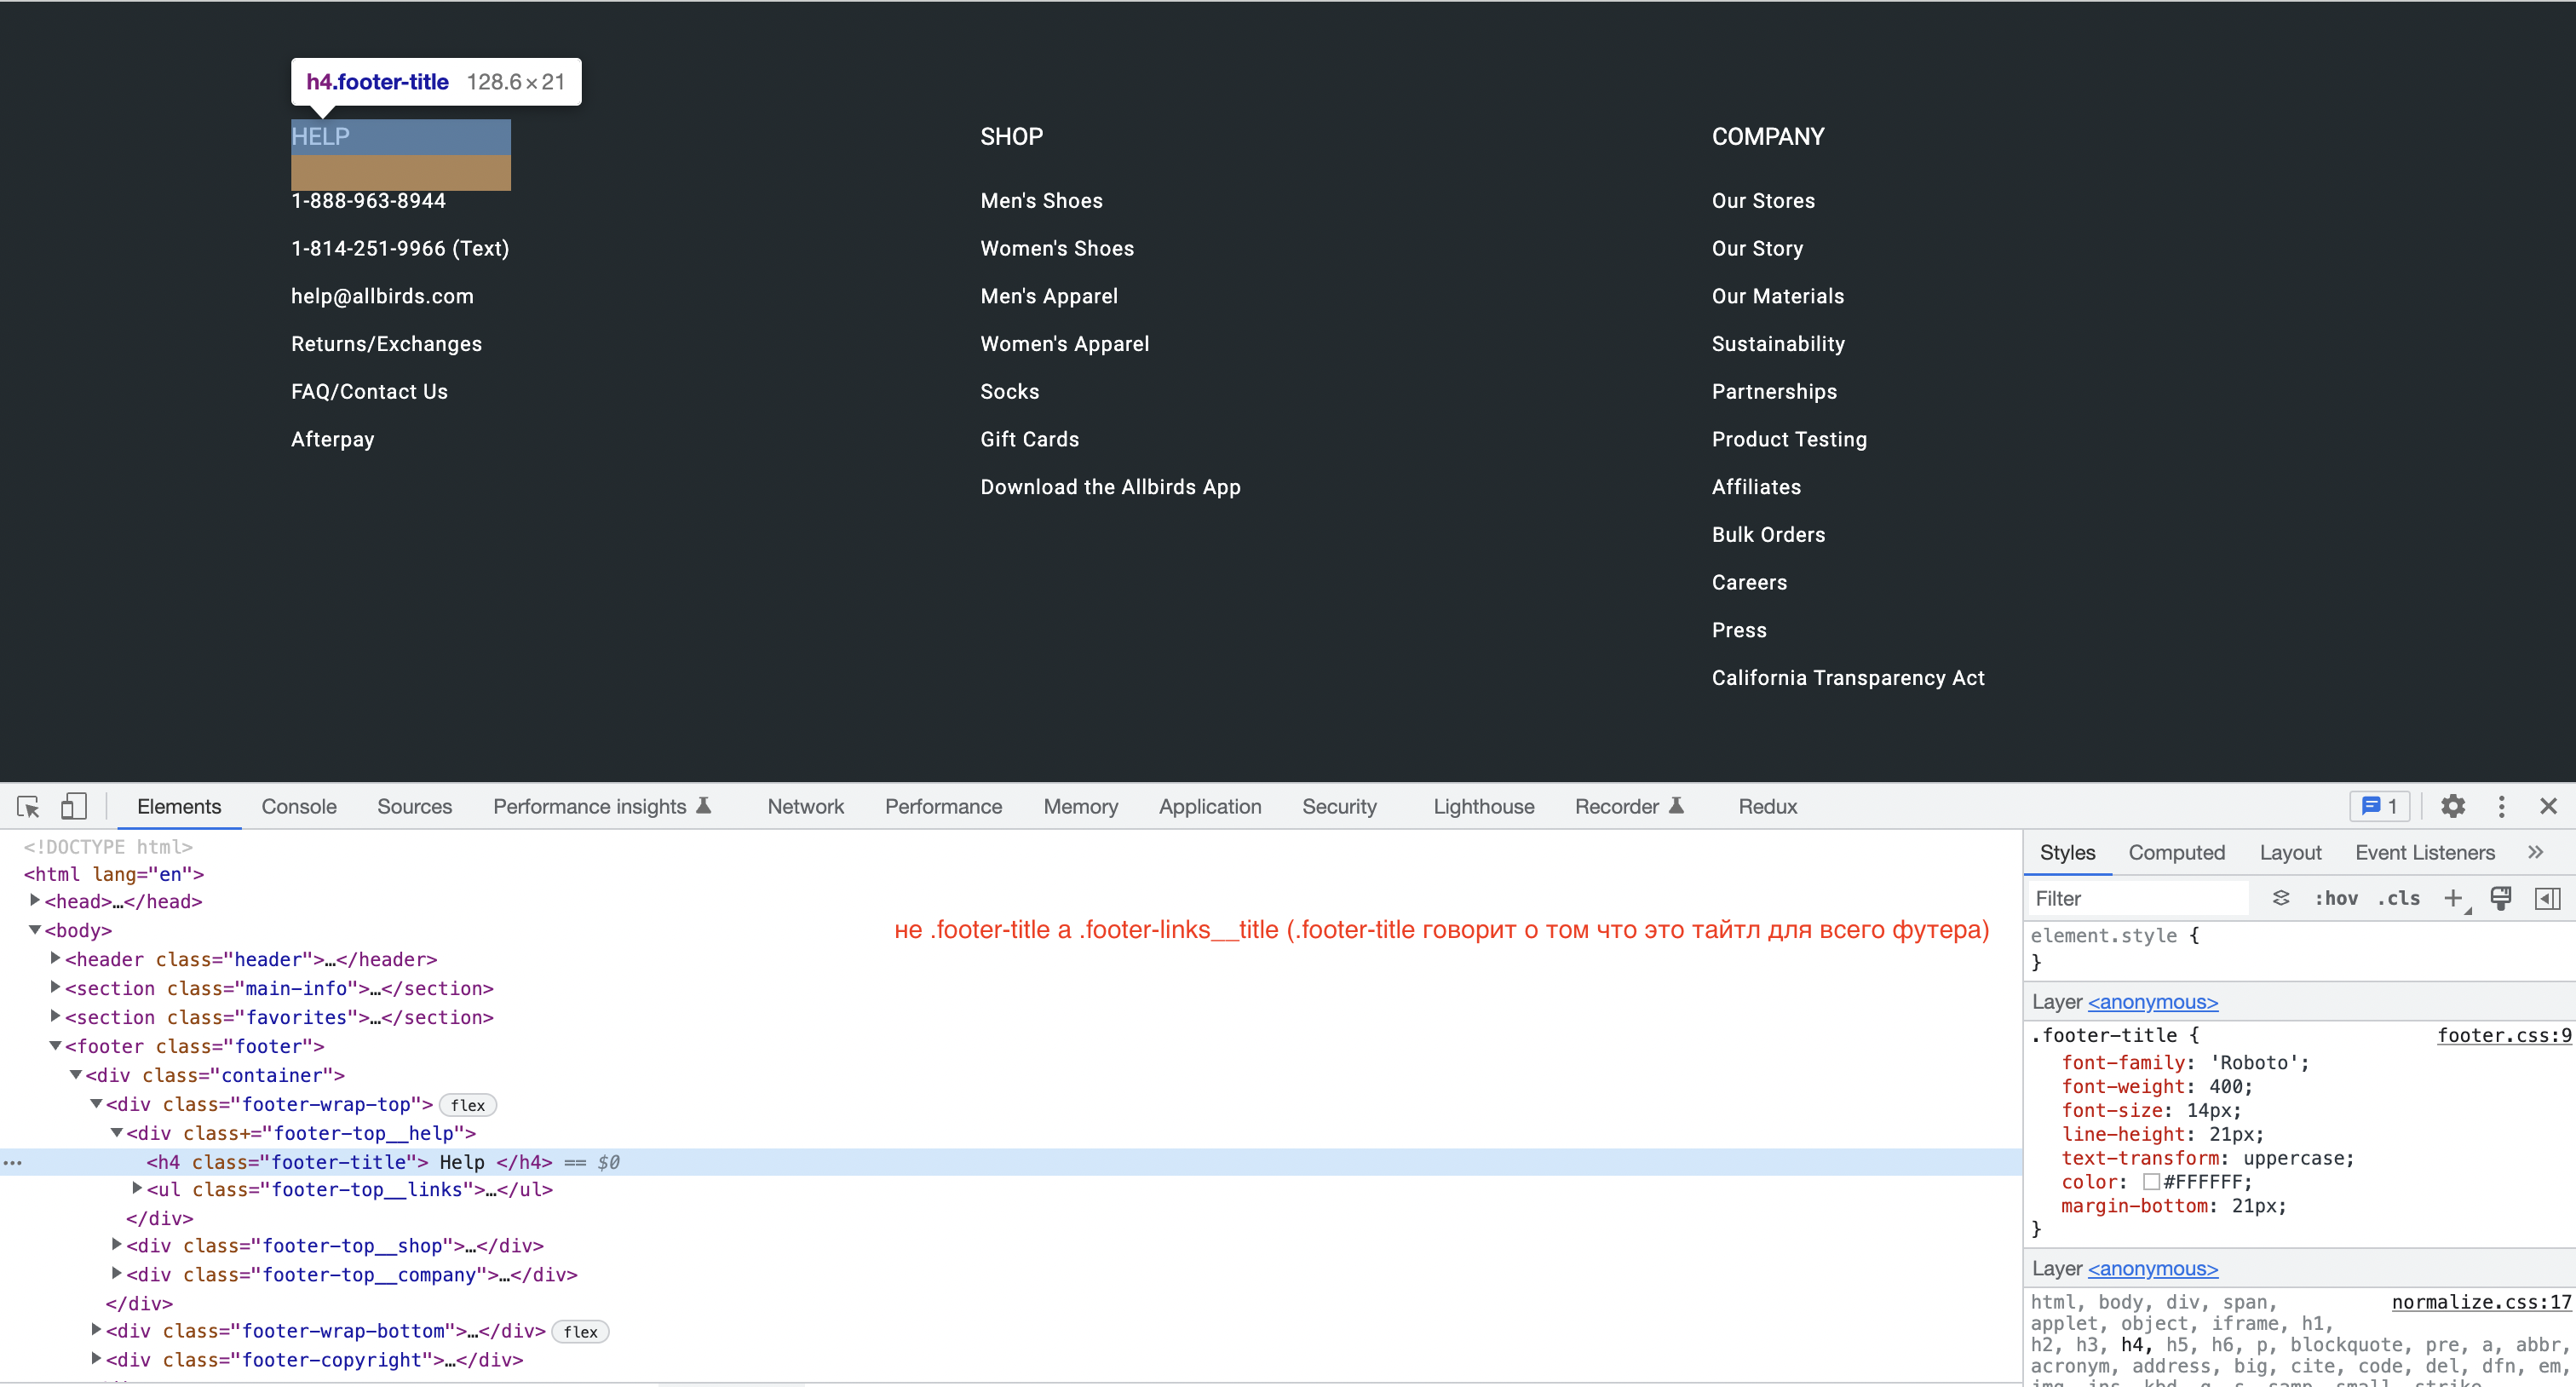 h4.footer-title 128.6×21
HELP
1-888-963-8944
1-814-251-9966 (Text)
help@allbirds.com
Returns/Exchanges
FAQ/Contact Us
Afterpay
SHOP
Men's Shoes
Women's Shoes
Men's Apparel
Women's Apparel
Socks
Gift Cards
Download the Allbirds App
COMPANY
Our Stores
Our Story
Our Materials
Sustainability
Partnerships
Product Testing
Affiliates
Bulk Orders
Careers
Press
California Transparency Act
Elements Console Sources Performance insights Network Performance Memory Application Security Lighthouse Recorder Redux 1
<!DOCTYPE html>
<html lang="en">
<head>…</head>
<body>
<header class="header">…</header>
<section class="main-info">…</section>
<section class="favorites">…</section>
<footer class="footer">
<div class="container">
<div class="footer-wrap-top"> flex
<div class+="footer-top__help">
<h4 class="footer-title"> Help </h4> == $0
<ul class="footer-top__links">…</ul>
</div>
<div class="footer-top__shop">…</div>
<div class="footer-top__company">…</div>
</div>
<div class="footer-wrap-bottom">…</div> flex
<div class="footer-copyright">…</div>
не .footer-title а .footer-links__title (.footer-title говорит о том что это тайтл для всего футера)
Styles Computed Layout Event Listeners »
Filter :hov .cls +
element.style {
}
Layer <anonymous>
.footer-title { footer.css:9
font-family: 'Roboto';
font-weight: 400;
font-size: 14px;
line-height: 21px;
text-transform: uppercase;
color: #FFFFFF;
margin-bottom: 21px;
}
Layer <anonymous>
html, body, div, span, normalize.css:17
applet, object, iframe, h1,
h2, h3, h4, h5, h6, p, blockquote, pre, a, abbr,
acronym, address, big, cite, code, del, dfn, em,